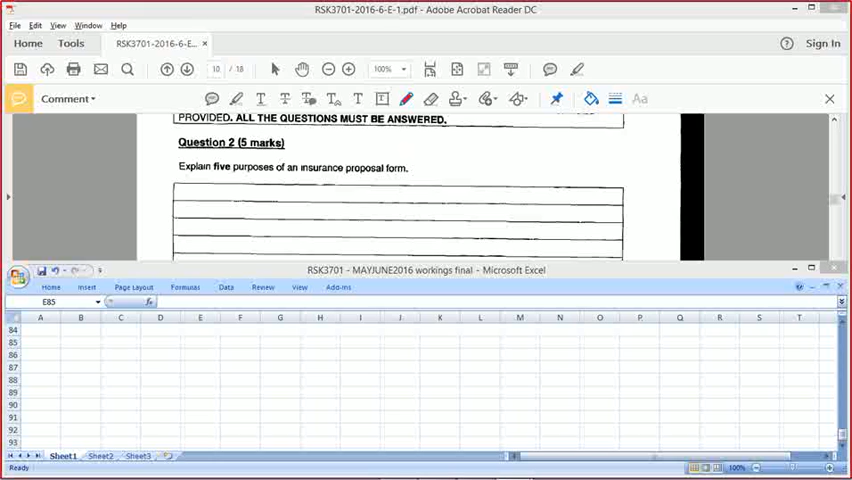 RSK3701-2016-6-E-1.pdf - Adobe Acrobat Reader DC
File Edit View Window Help
Home Tools RSK3701-2016-6-E... × Sign In
10 / 18 100%
Comment
PROVIDED. ALL THE QUESTIONS MUST BE ANSWERED.
Question 2 (5 marks)
Explain five purposes of an insurance proposal form.
RSK3701 - MAYJUNE2016 workings final - Microsoft Excel
Home Insert Page Layout Formulas Data Review View Add-Ins
E85 fx
A B C D E F G H I J K L M N O P Q R S T
84
85
86
87
88
89
90
91
92
93
Sheet1 Sheet2 Sheet3
Ready 100%